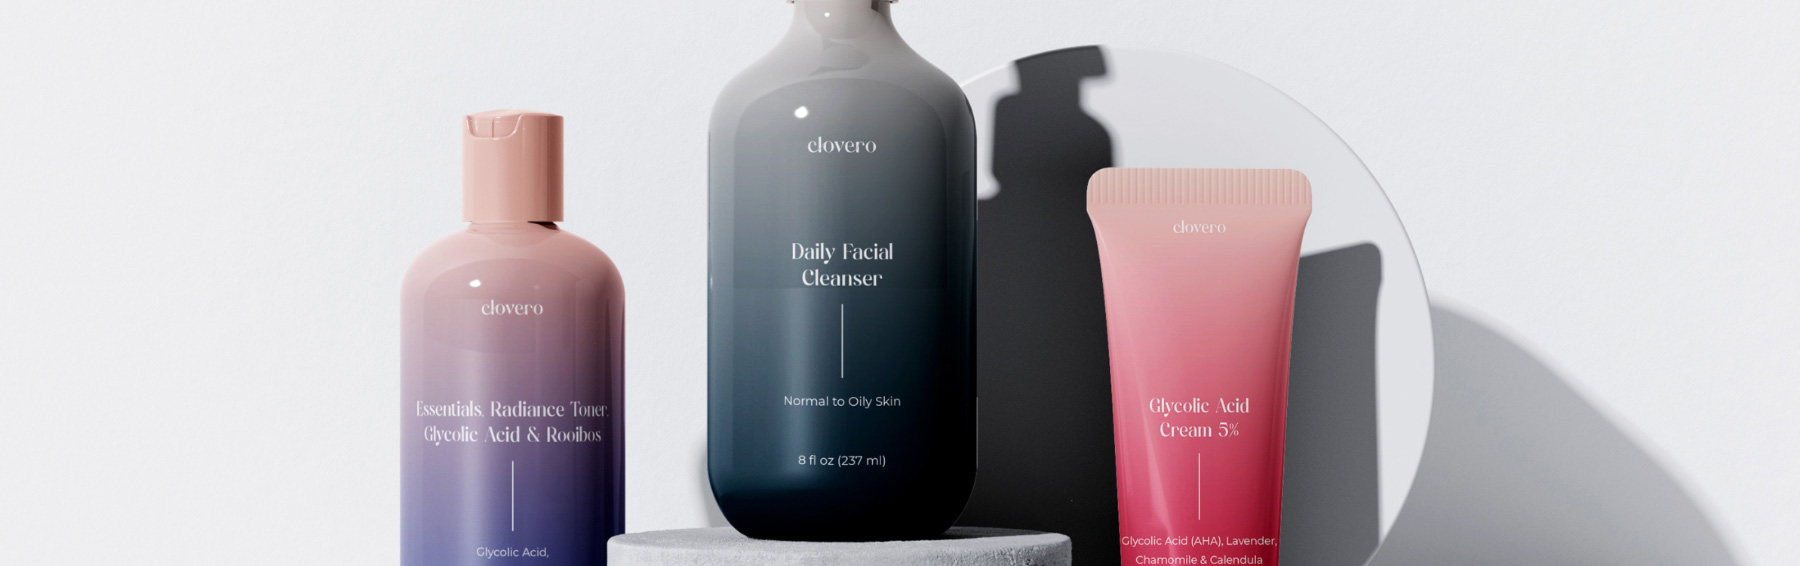 clovero
Essentials, Radiance Toner,
Glycolic Acid & Rooibos
Glycolic Acid,
clovero
Daily Facial
Cleanser
Normal to Oily Skin
8 fl oz (237 ml)
clovero
Glycolic Acid
Cream 5%
Glycolic Acid (AHA), Lavender,
Chamomile & Calendula